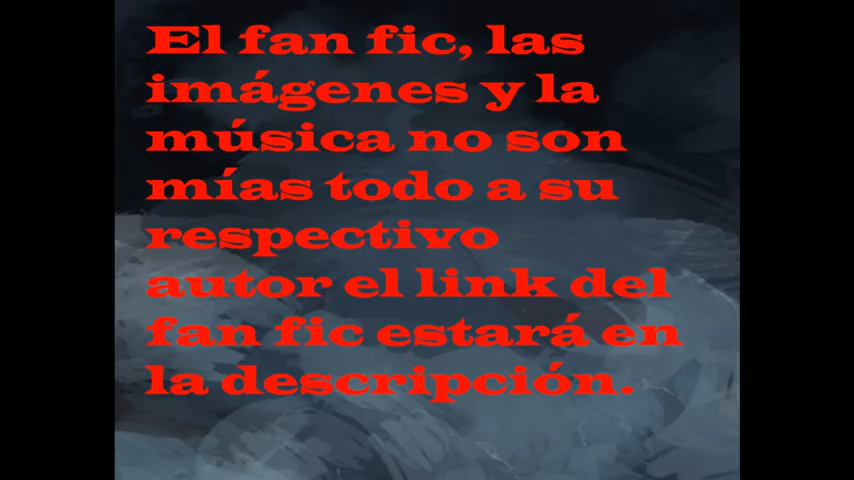 El fan fic, las
imágenes y la
música no son
mías todo a su
respectivo
autor el link del
fan fic estará en
la descripción.